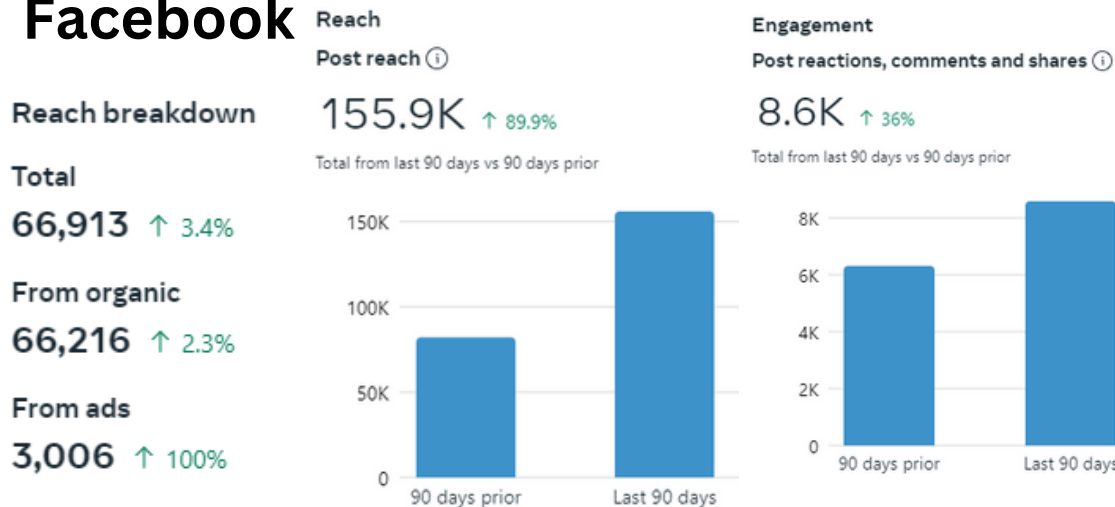 Facebook
Reach breakdown
Total
66,913 ↑ 3.4%
From organic
66,216 ↑ 2.3%
From ads
3,006 ↑ 100%
Reach
Post reach
155.9K ↑ 89.9%
Total from last 90 days vs 90 days prior
150K
100K
50K
0
90 days prior Last 90 days
Engagement
Post reactions, comments and shares
8.6K ↑ 36%
Total from last 90 days vs 90 days prior
8K
6K
4K
2K
0
90 days prior Last 90 days